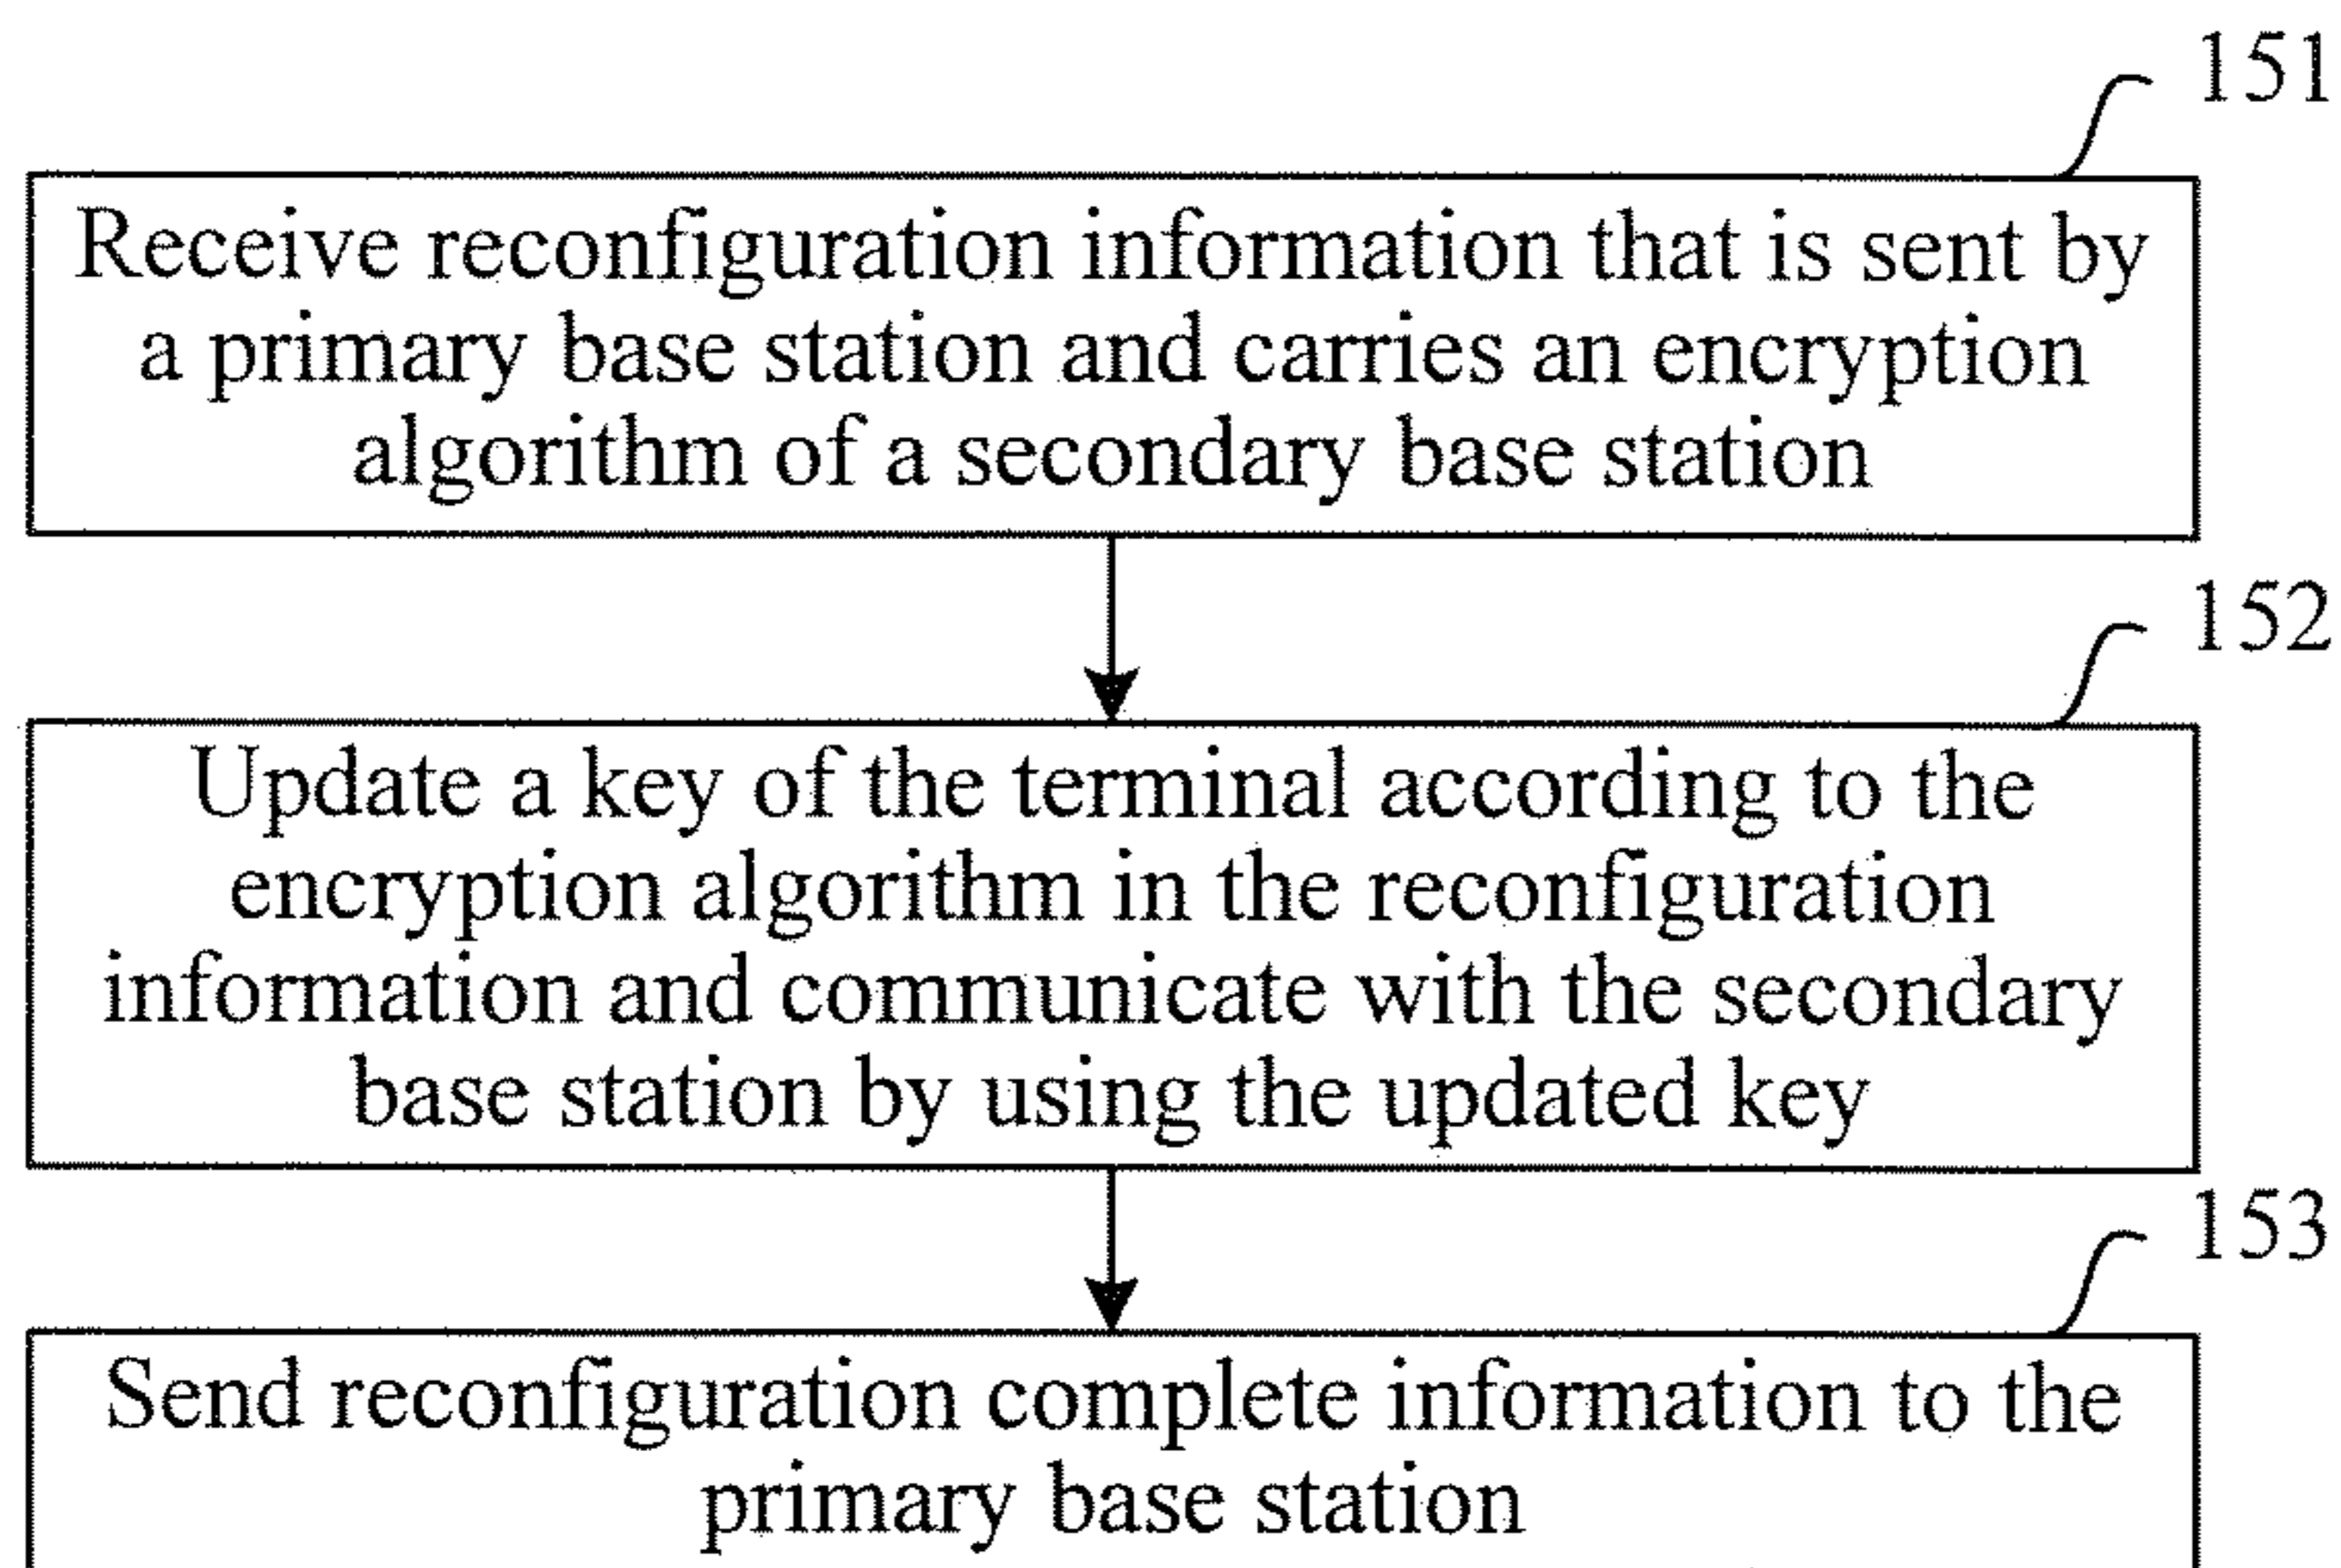 151
Receive reconfiguration information that is sent by
a primary base station and carries an encryption
algorithm of a secondary base station
152
Update a key of the terminal according to the
encryption algorithm in the reconfiguration
information and communicate with the secondary
base station by using the updated key
153
Send reconfiguration complete information to the
primary base station